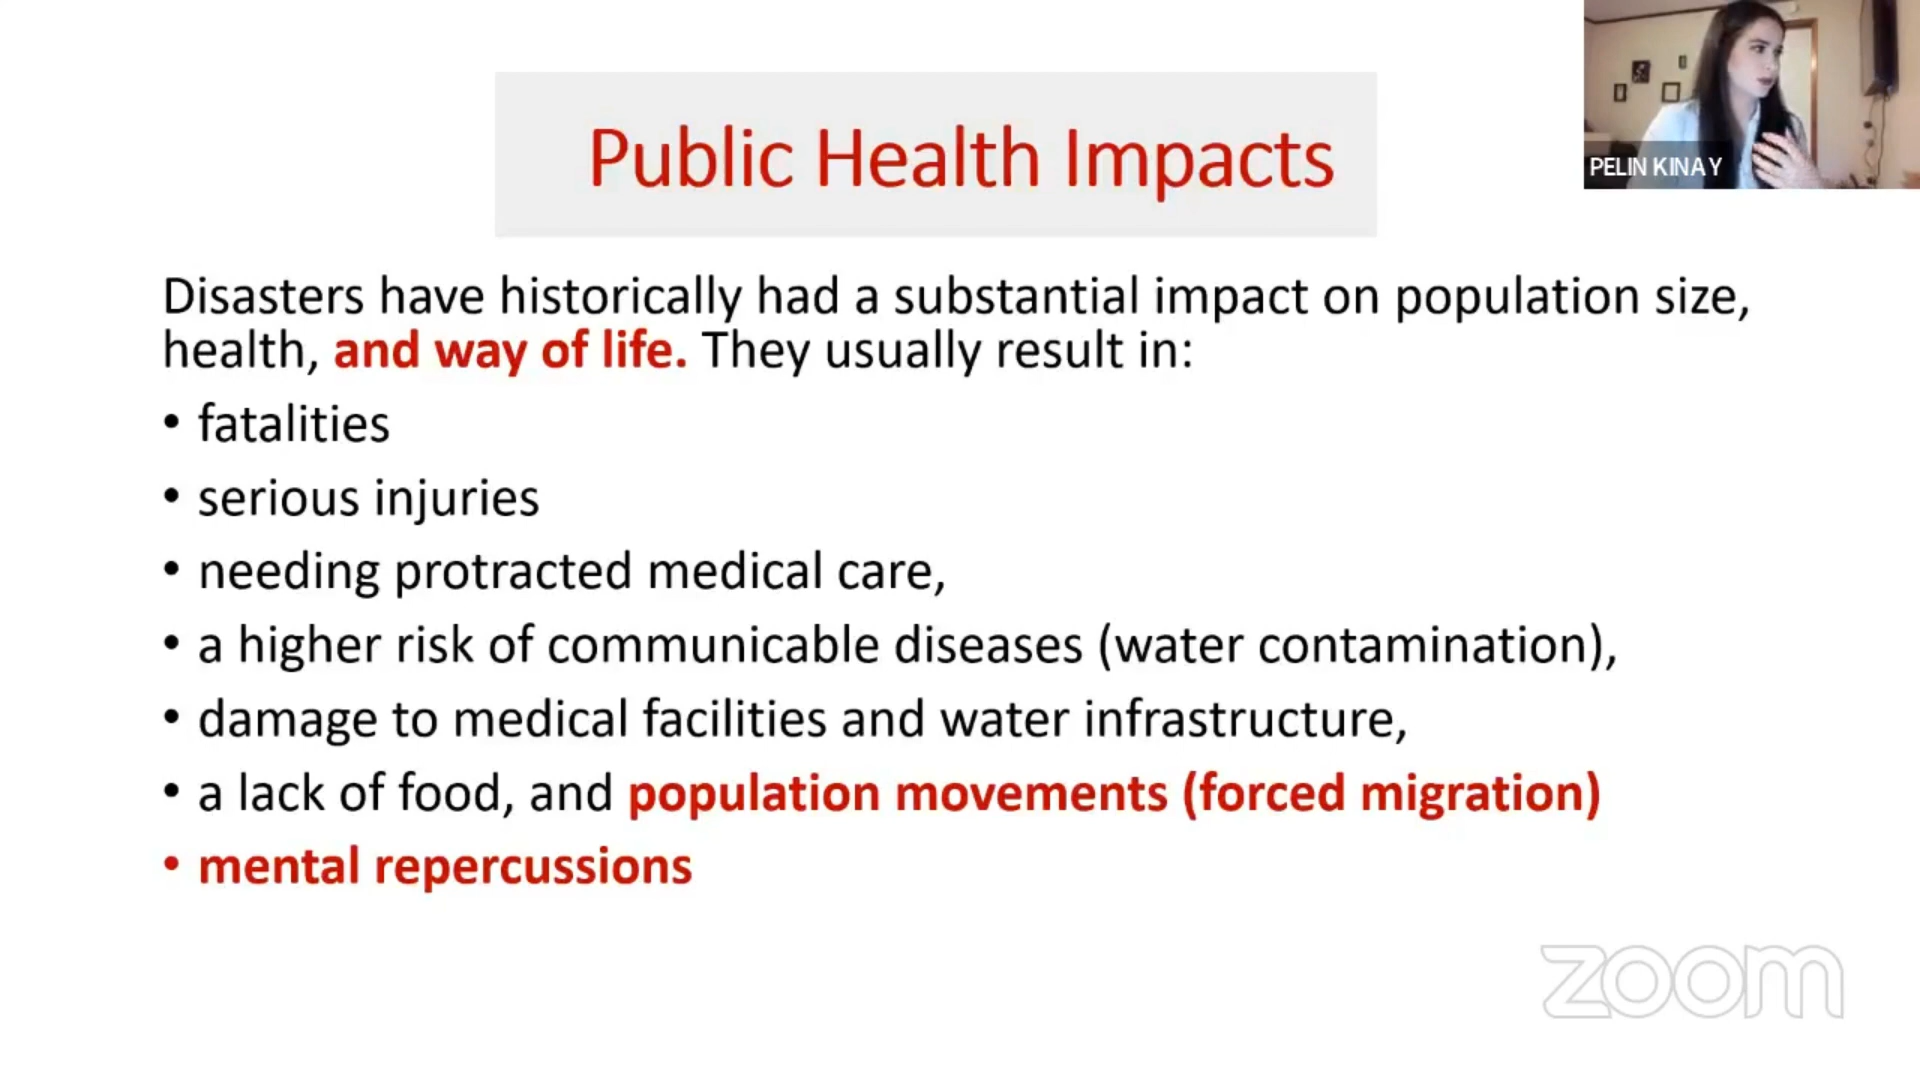 Public Health Impacts
PELIN KINAY
Disasters have historically had a substantial impact on population size,
health, and way of life. They usually result in:
• fatalities
• serious injuries
• needing protracted medical care,
• a higher risk of communicable diseases (water contamination),
• damage to medical facilities and water infrastructure,
• a lack of food, and population movements (forced migration)
• mental repercussions
zoom